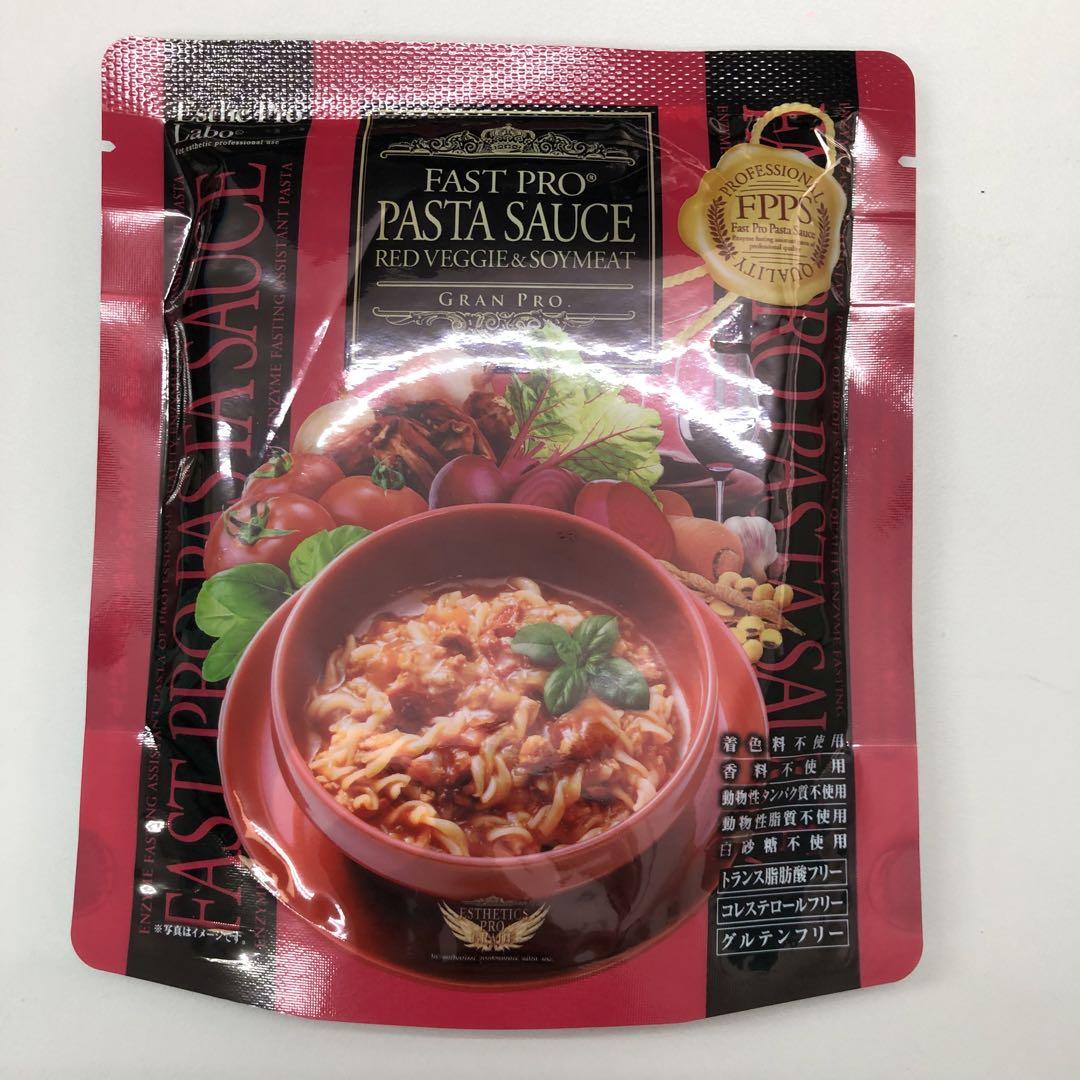 Esthe Pro
Labo
for esthetic professional use
FAST PRO®
PASTA SAUCE
RED VEGGIE & SOYMEAT
GRAN PRO.
PROFESSIONAL
FPPS
Fast Pro Pasta Sauce
professional quality
QUALITY
FAST PRO PASTA SAUCE
ENZYME FASTING ASSISTANT PASTA OF PROFESSIONAL QUALITY
ENZYME FASTING ASSISTANT PASTA
着色料不使用
香料不使用
動物性タンパク質不使用
動物性脂質不使用
白砂糖不使用
トランス脂肪酸フリー
コレステロールフリー
グルテンフリー
ESTHETICS
PRO
※写真はイメージです。